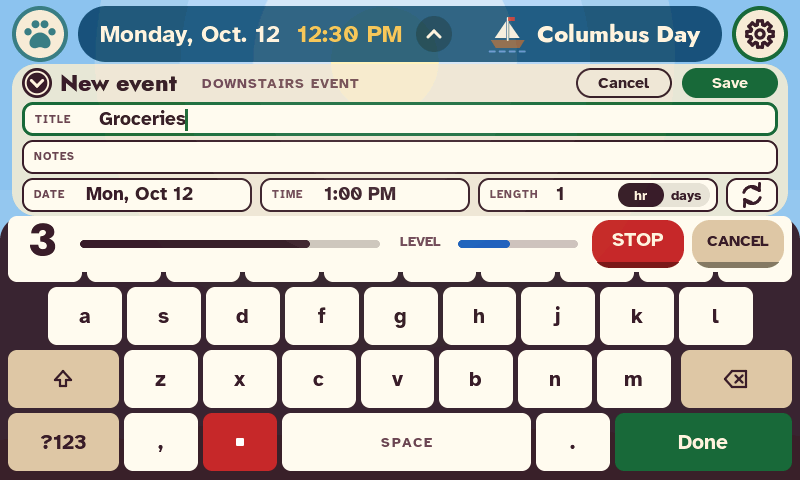 Monday, Oct. 12 12:30 PM Columbus Day
New event DOWNSTAIRS EVENT Cancel Save
TITLE Groceries
NOTES
DATE Mon, Oct 12 TIME 1:00 PM LENGTH 1 hr days
3 LEVEL STOP CANCEL
a s d f g h j k l
z x c v b n m
?123 , SPACE . Done